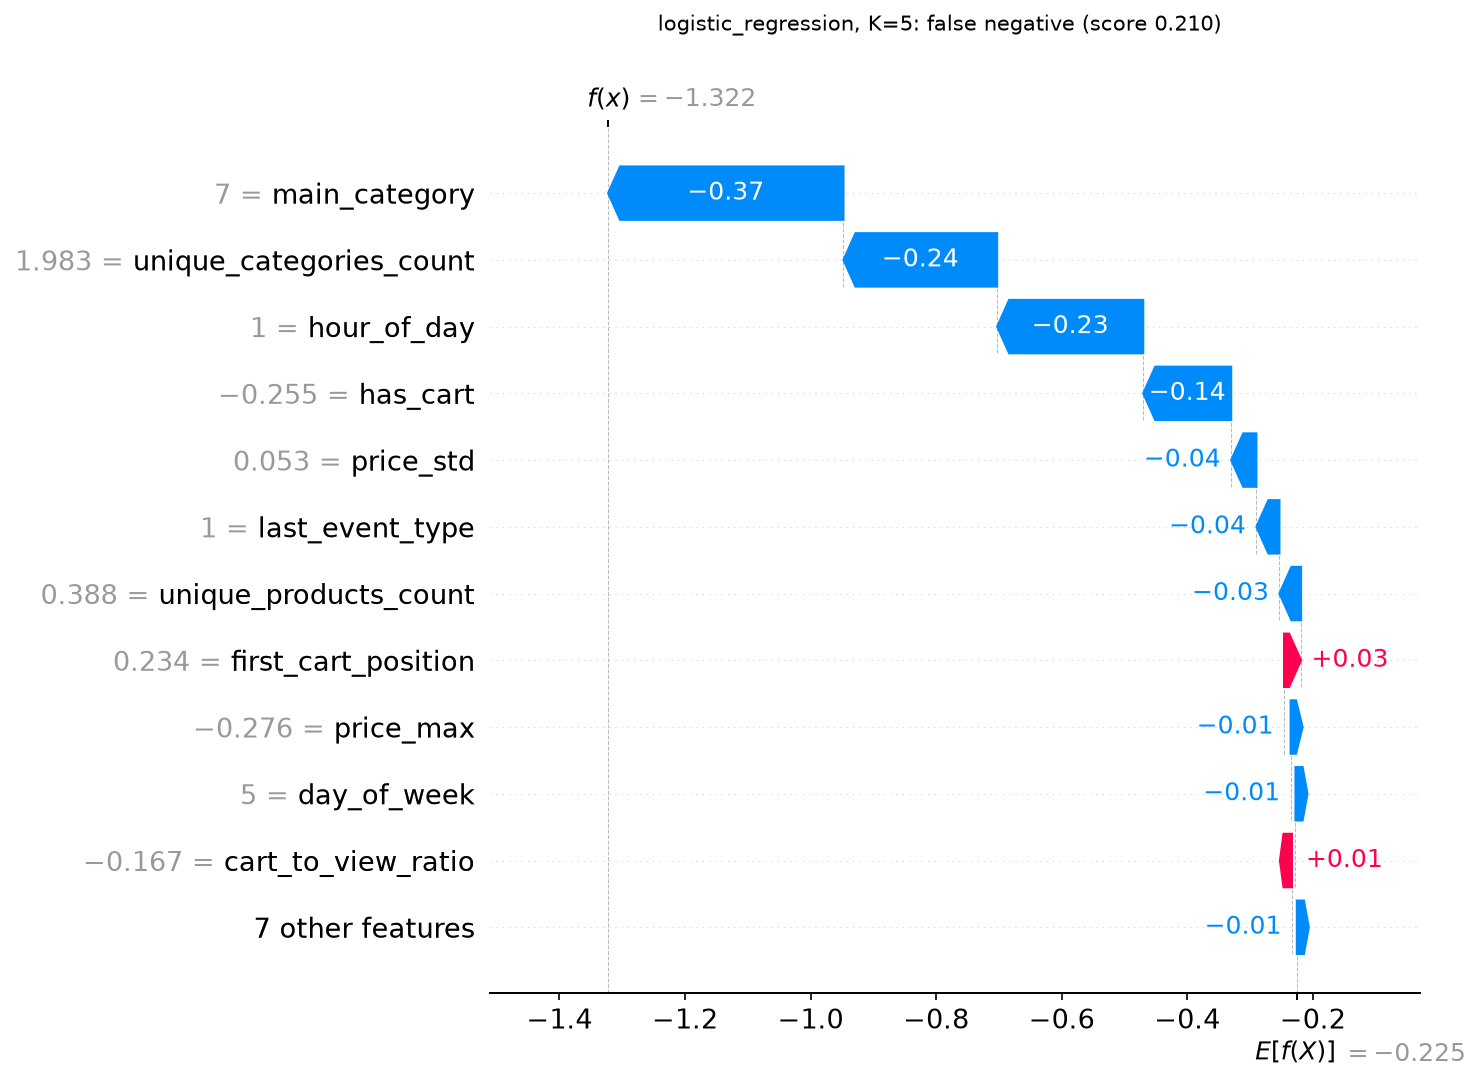 logistic_regression, K=5: false negative (score 0.210)
f(x) = −1.322
7 = main_category −0.37
1.983 = unique_categories_count −0.24
1 = hour_of_day −0.23
−0.255 = has_cart −0.14
0.053 = price_std −0.04
1 = last_event_type −0.04
0.388 = unique_products_count −0.03
0.234 = first_cart_position +0.03
−0.276 = price_max −0.01
5 = day_of_week −0.01
−0.167 = cart_to_view_ratio +0.01
7 other features −0.01
−1.4 −1.2 −1.0 −0.8 −0.6 −0.4 −0.2
E[f(X)] = −0.225